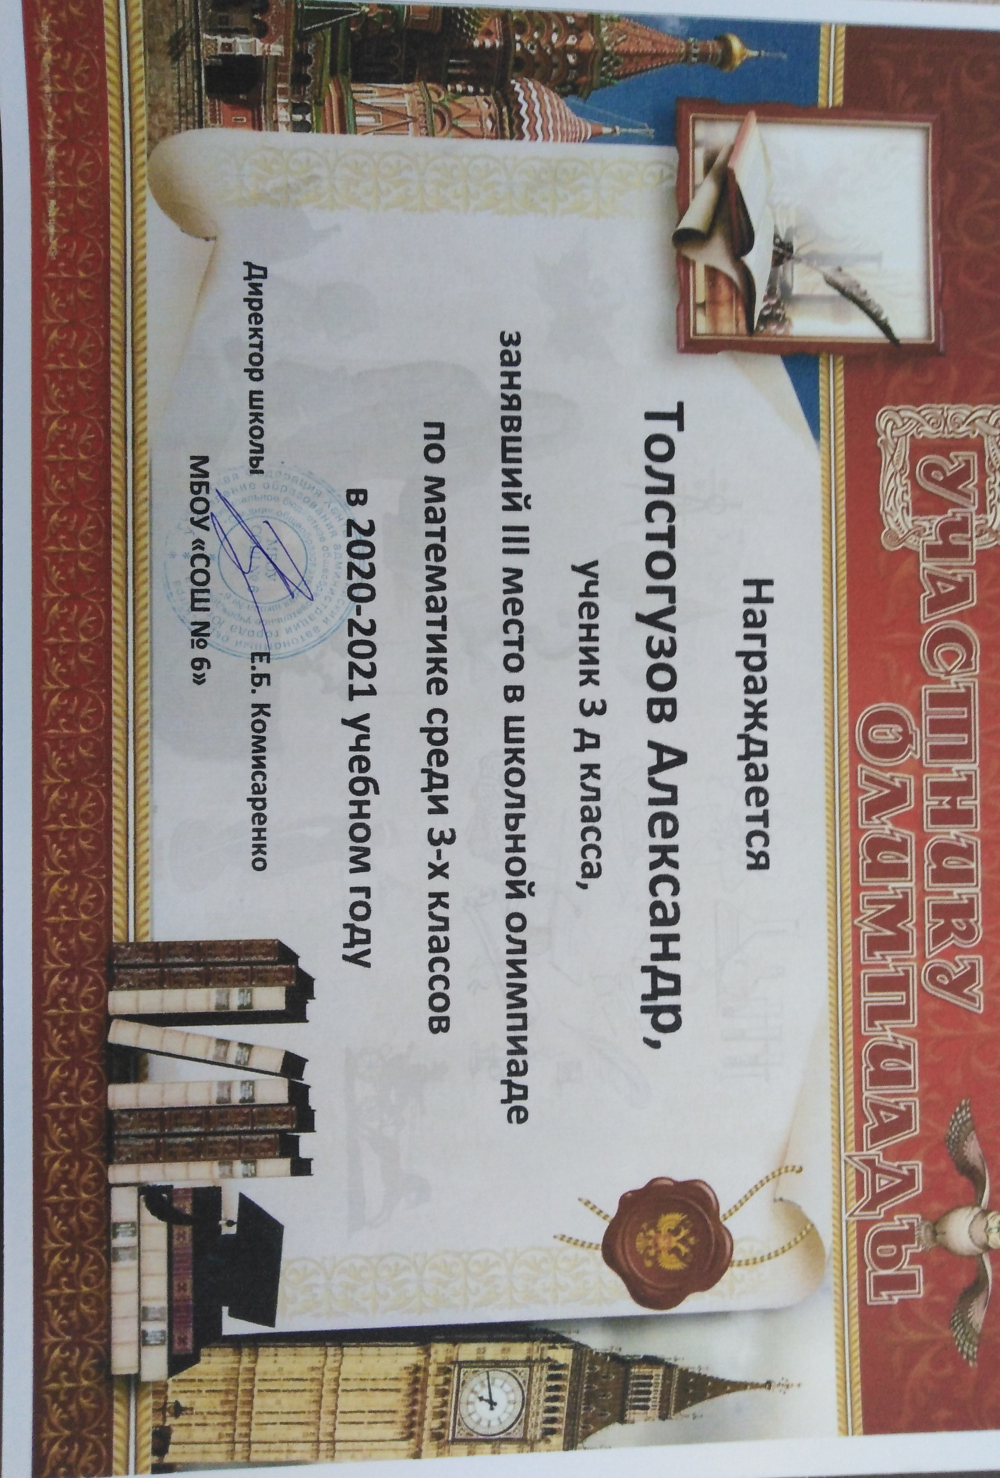 УЧАСТНИКУ
ОЛИМПИАДЫ
Награждается
Толстогузов Александр,
ученик 3 д класса,
занявший III место в школьной олимпиаде
по математике среди 3-х классов
в 2020-2021 учебном году
Директор школы Е.Б. Комисаренко
МБОУ «СОШ № 6»